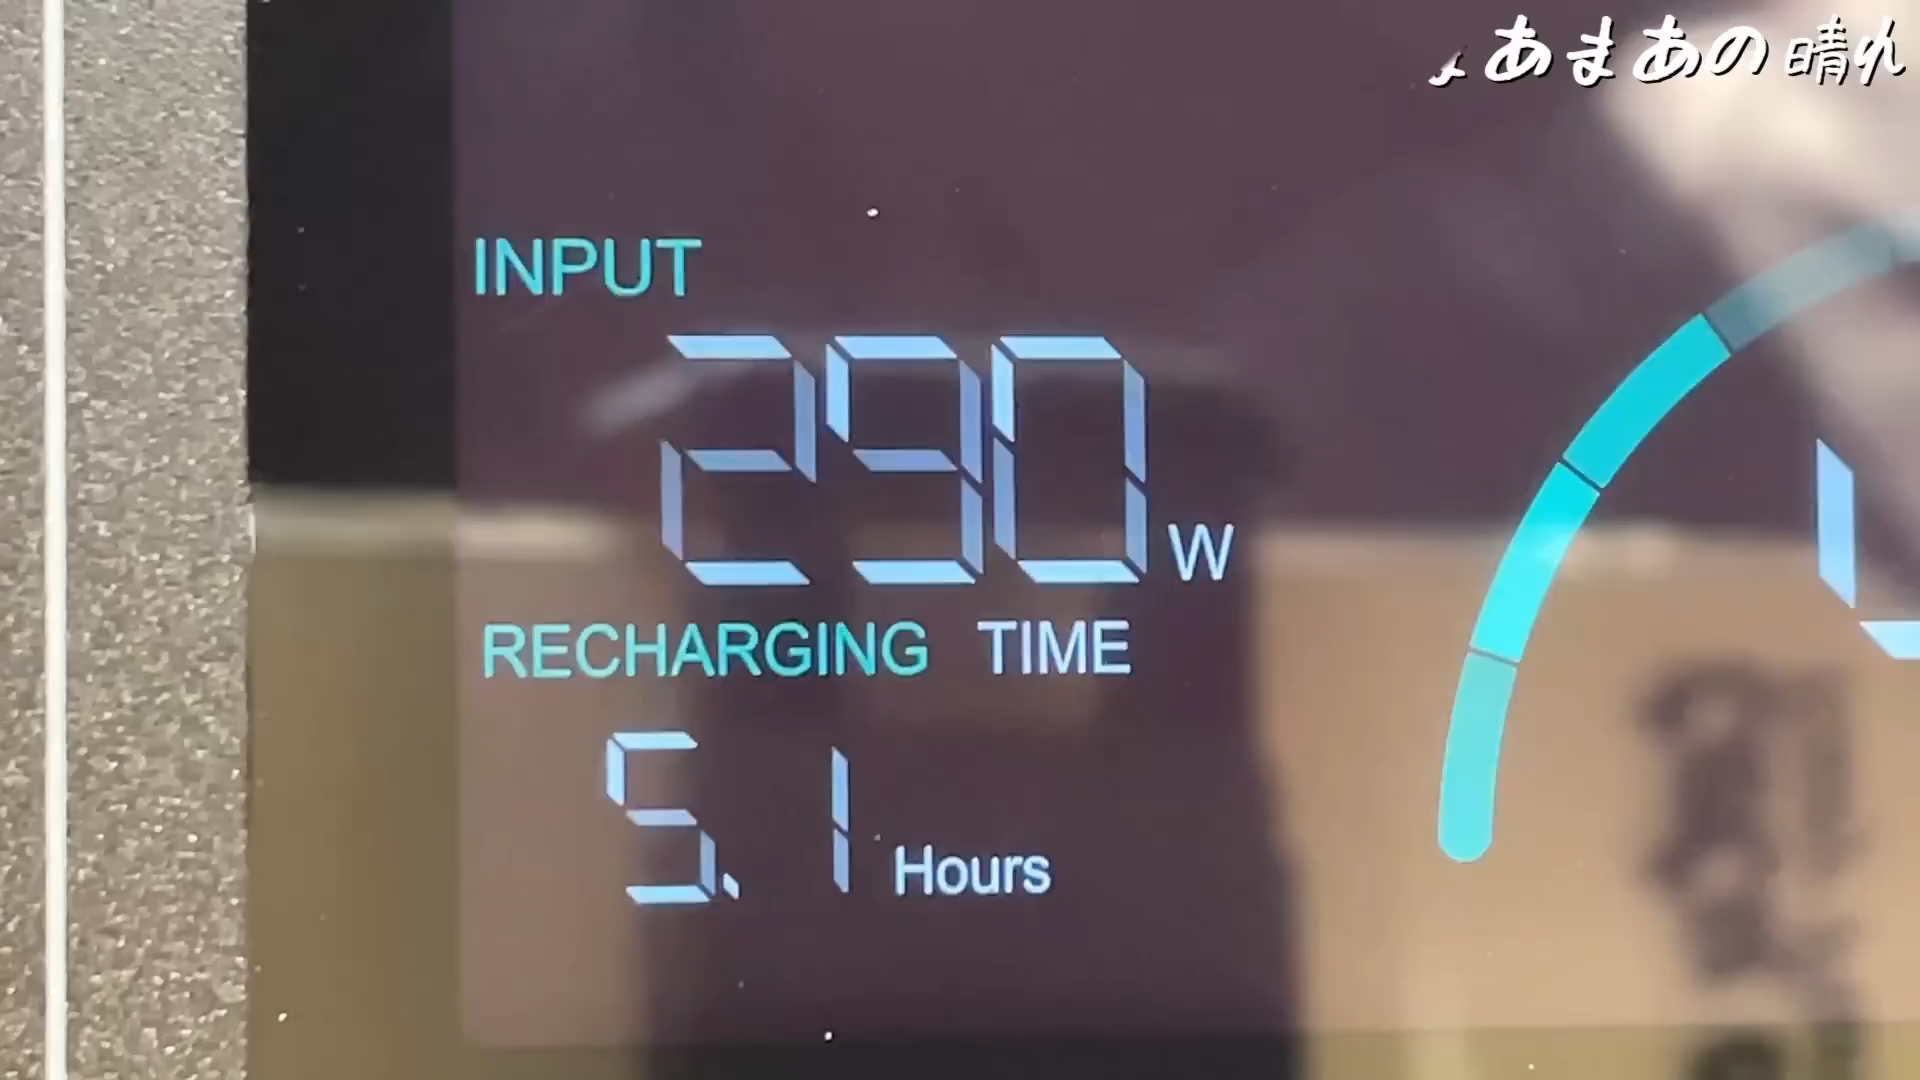 あまあの晴れ
INPUT
290 W
RECHARGING TIME
5.1 Hours